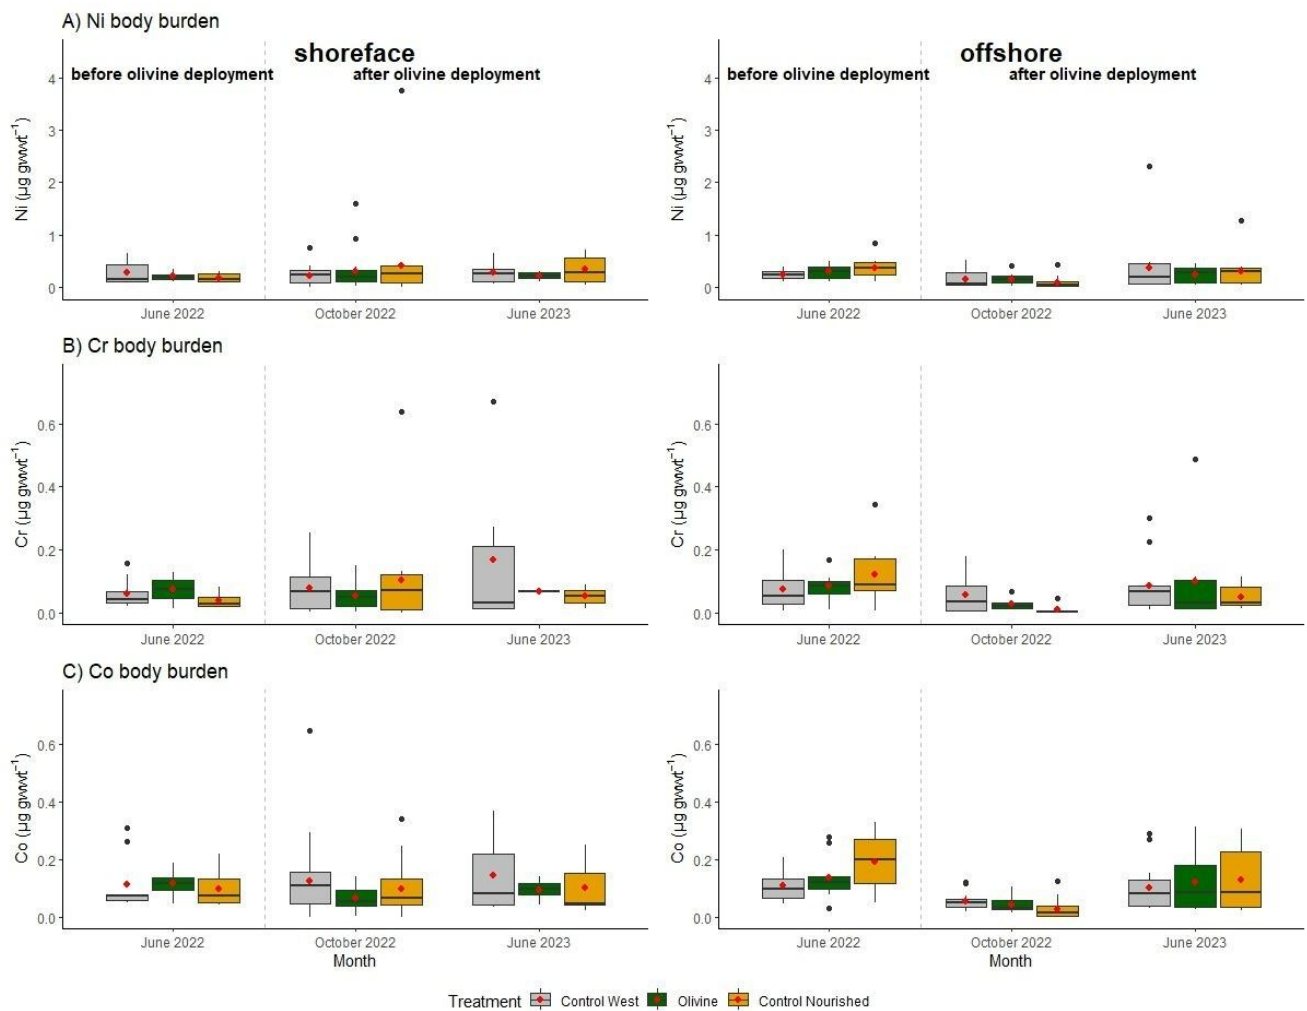 A) Ni body burden
shoreface
before olivine deployment
after olivine deployment
Ni (µg gwwt⁻¹)
4
3
2
1
0
June 2022
October 2022
June 2023
offshore
before olivine deployment
after olivine deployment
Ni (µg gwwt⁻¹)
4
3
2
1
0
June 2022
October 2022
June 2023
B) Cr body burden
Cr (µg gwwt⁻¹)
0.6
0.4
0.2
0.0
June 2022
October 2022
June 2023
Cr (µg gwwt⁻¹)
0.6
0.4
0.2
0.0
June 2022
October 2022
June 2023
C) Co body burden
Co (µg gwwt⁻¹)
0.6
0.4
0.2
0.0
June 2022
October 2022
June 2023
Month
Co (µg gwwt⁻¹)
0.6
0.4
0.2
0.0
June 2022
October 2022
June 2023
Month
Treatment Control West Olivine Control Nourished